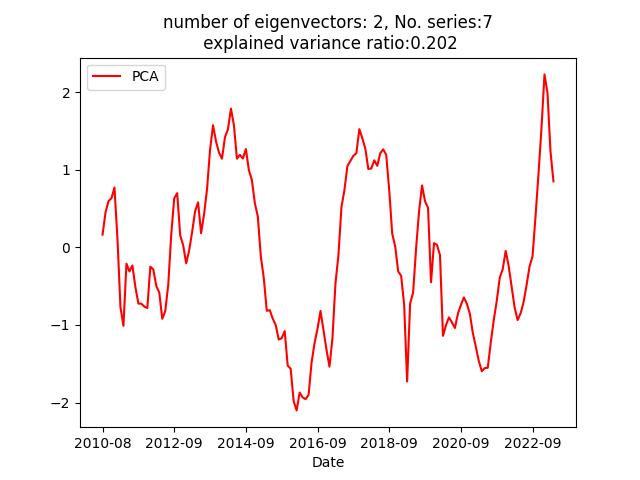 number of eigenvectors: 2, No. series:7
explained variance ratio:0.202
PCA
2
1
0
−1
−2
2010-08 2012-09 2014-09 2016-09 2018-09 2020-09 2022-09
Date